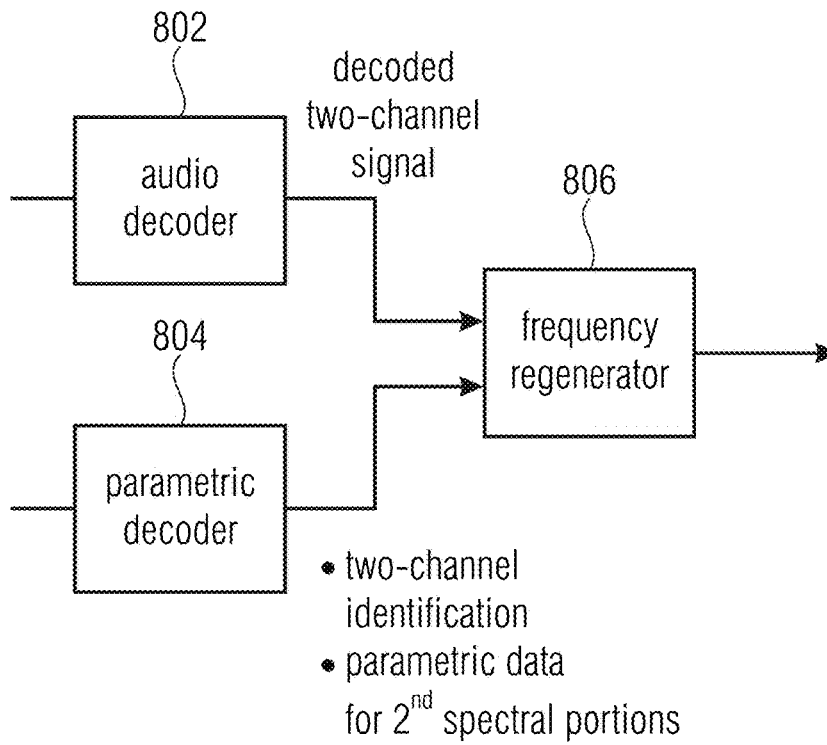 802
decoded
two-channel
signal
audio
decoder
806
804
frequency
regenerator
parametric
decoder
• two-channel
identification
• parametric data
for 2nd spectral portions